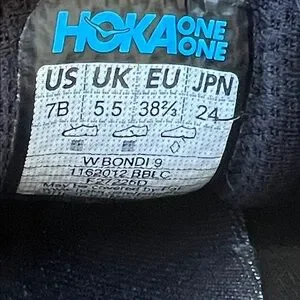 HOKA ONE ONE
US UK EU JPN
7B 5.5 38⅔ 24
W BONDI 9
1162012 BBLC